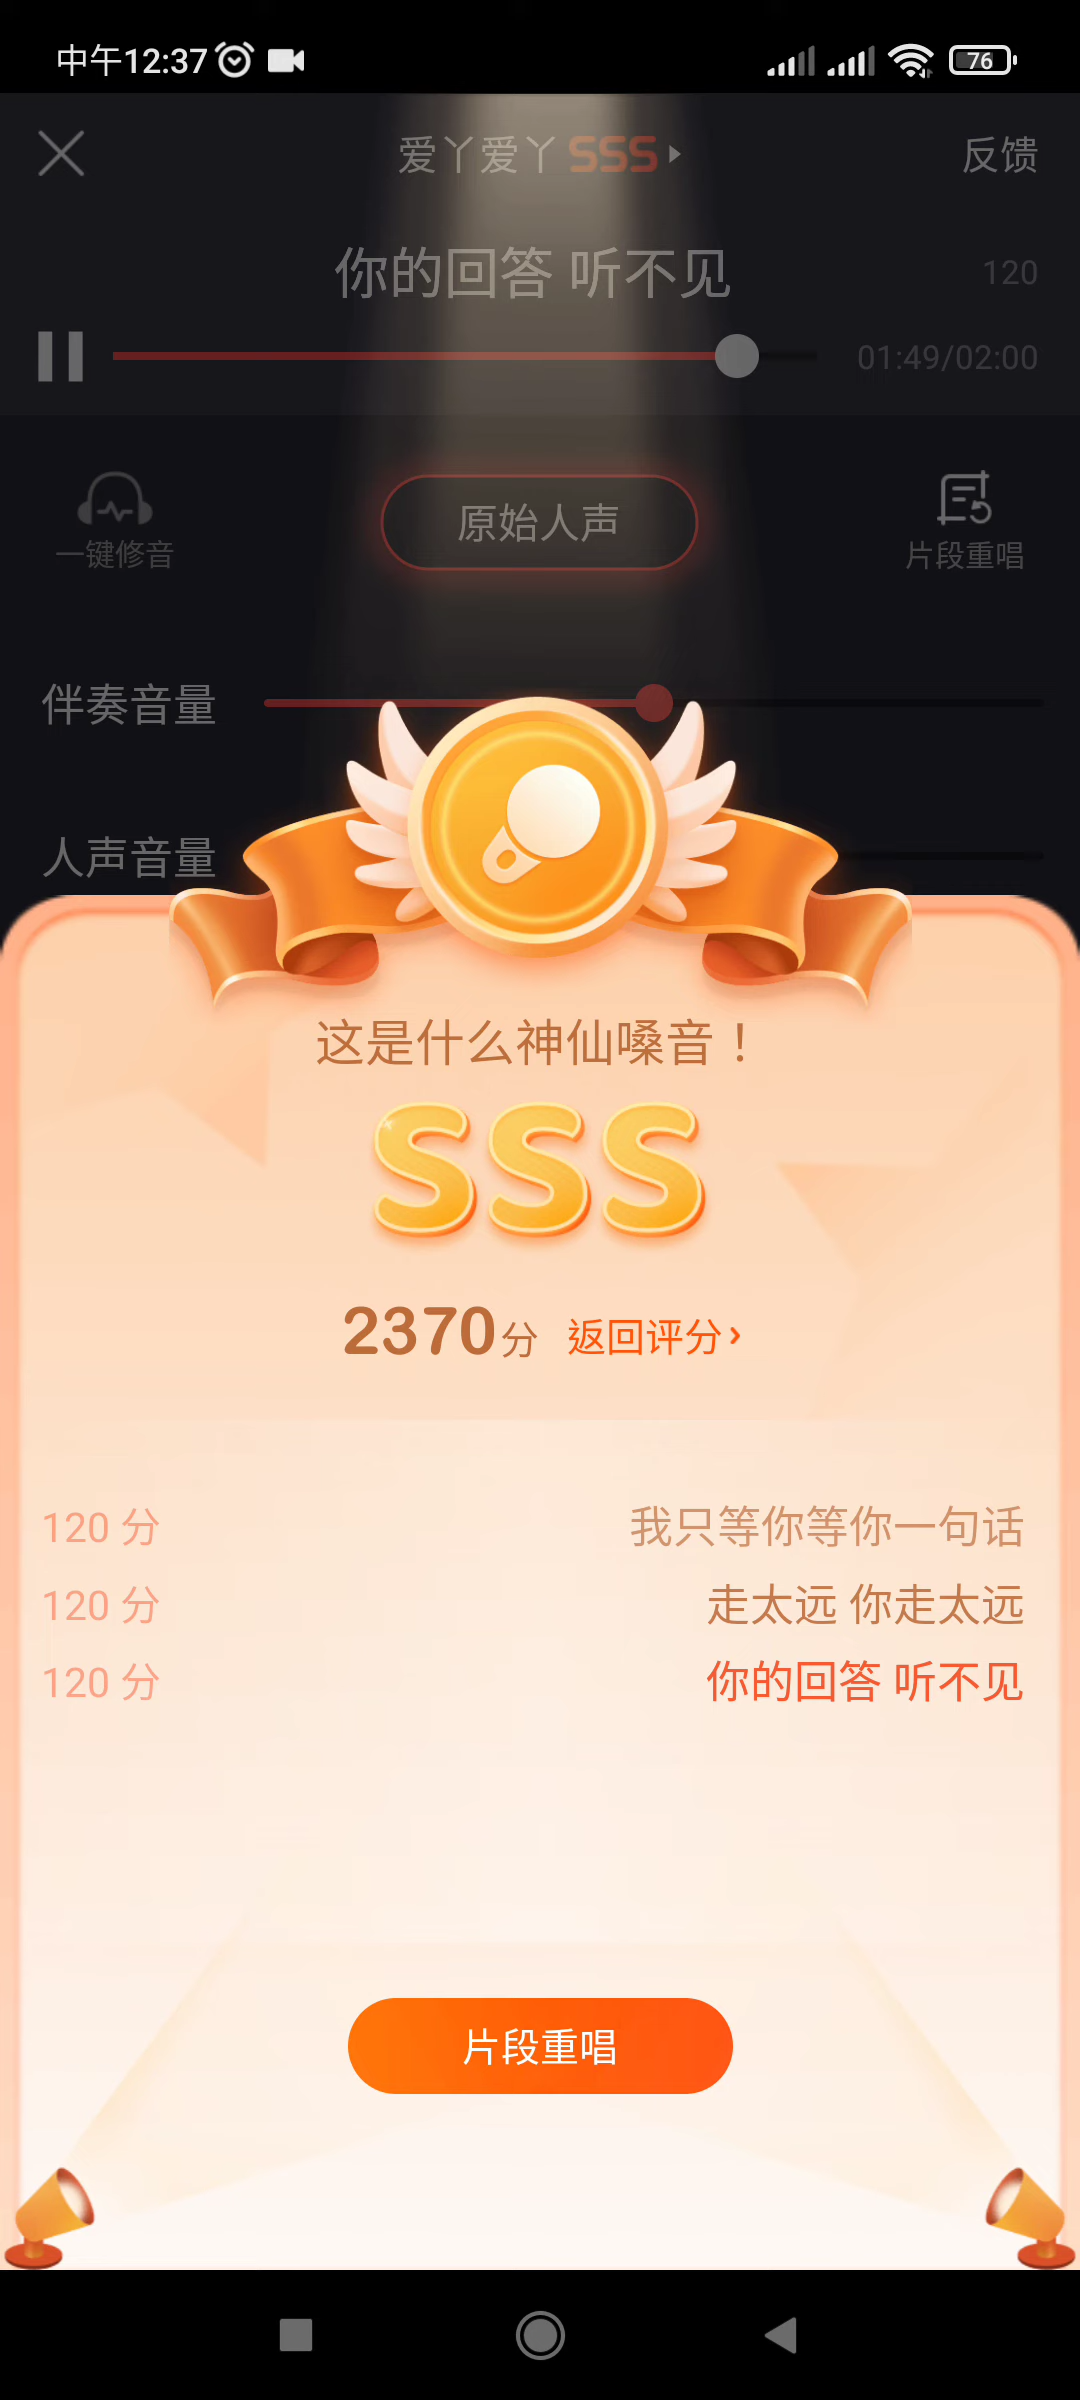 中午12:37
76
爱丫爱丫 SSS
反馈
你的回答 听不见
120
01:49/02:00
一键修音
原始人声
片段重唱
伴奏音量
人声音量
这是什么神仙嗓音！
SSS
2370分 返回评分
120 分 我只等你等你一句话
120 分 走太远 你走太远
120 分 你的回答 听不见
片段重唱